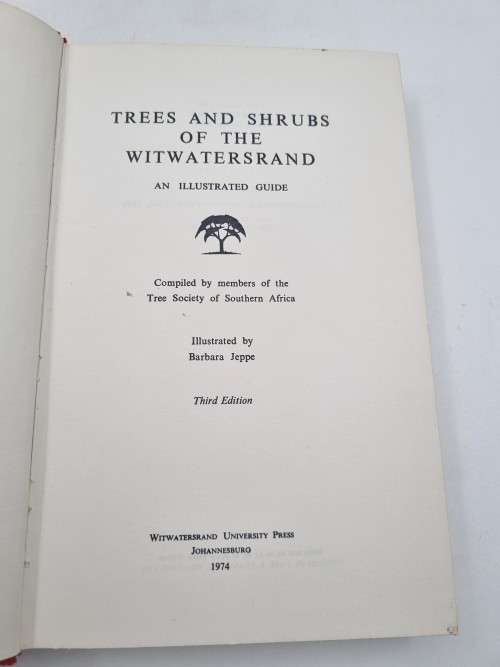 TREES AND SHRUBS
OF THE
WITWATERSRAND
AN ILLUSTRATED GUIDE
Compiled by members of the
Tree Society of Southern Africa
Illustrated by
Barbara Jeppe
Third Edition
WITWATERSRAND UNIVERSITY PRESS
JOHANNESBURG
1974